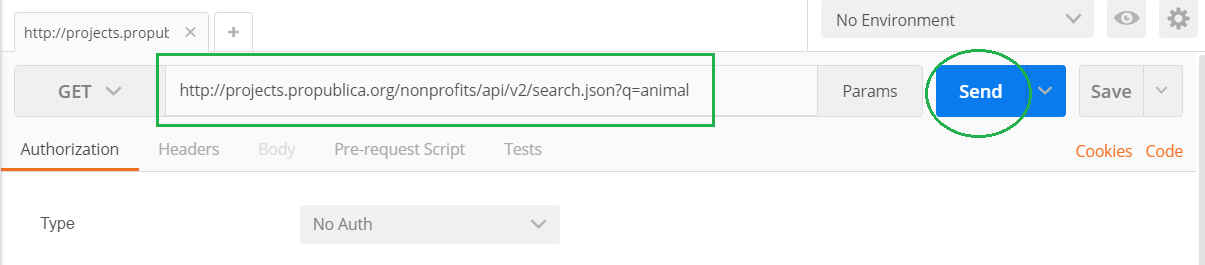 http://projects.propub No Environment
GET http://projects.propublica.org/nonprofits/api/v2/search.json?q=animal Params Send Save
Authorization Headers Body Pre-request Script Tests Cookies Code
Type No Auth